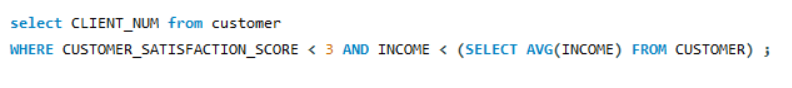 select CLIENT_NUM from customer
WHERE CUSTOMER_SATISFACTION_SCORE < 3 AND INCOME < (SELECT AVG(INCOME) FROM CUSTOMER) ;